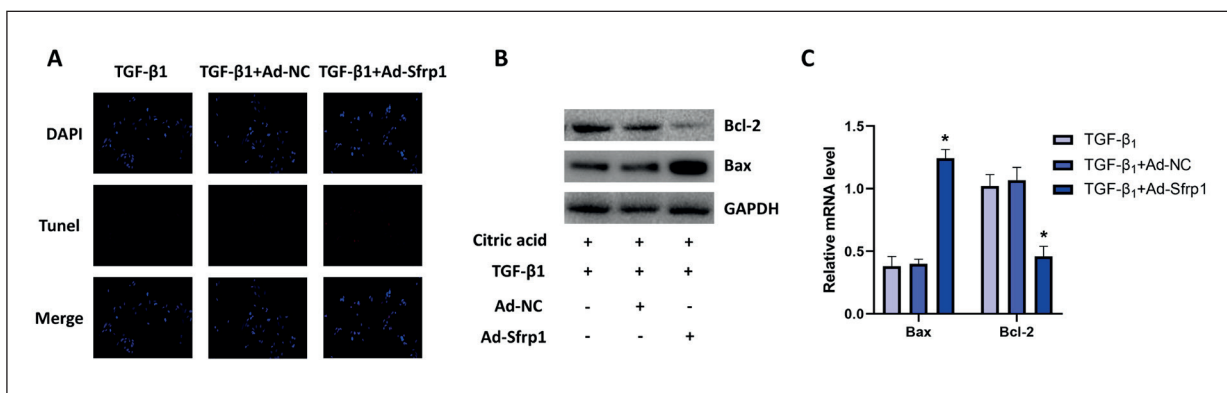 A
TGF-β1 TGF-β1+Ad-NC TGF-β1+Ad-Sfrp1
DAPI
Tunel
Merge
B
Bcl-2
Bax
GAPDH
Citric acid + + +
TGF-β1 + + +
Ad-NC - + -
Ad-Sfrp1 - - +
C
Relative mRNA level
1.5
1.0
0.5
0.0
*
*
Bax Bcl-2
TGF-β₁
TGF-β₁+Ad-NC
TGF-β₁+Ad-Sfrp1